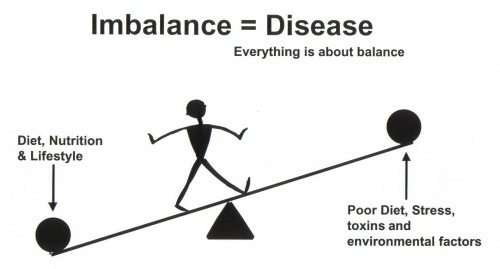 Imbalance = Disease
Everything is about balance
Diet, Nutrition
& Lifestyle
Poor Diet, Stress,
toxins and
environmental factors